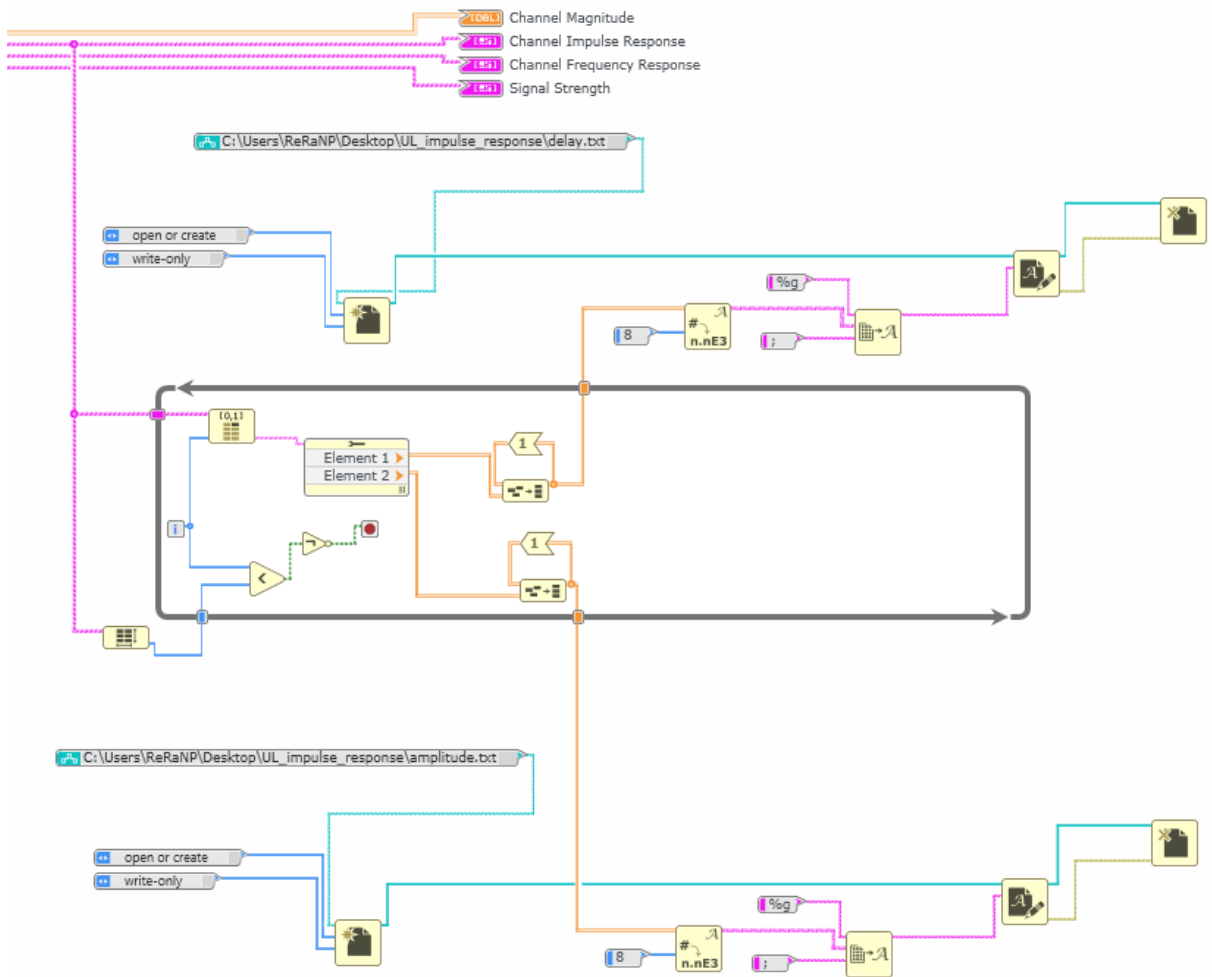 [DBL] Channel Magnitude
Channel Impulse Response
Channel Frequency Response
Signal Strength
C:\Users\ReRaNP\Desktop\UL_impulse_response\delay.txt
open or create
write-only
%g
A
A
#
n.nE3
8
;
A
[0,1]
1
Element 1
Element 2
i
1
<
C:\Users\ReRaNP\Desktop\UL_impulse_response\amplitude.txt
open or create
write-only
%g
A
A
#
n.nE3
8
;
A